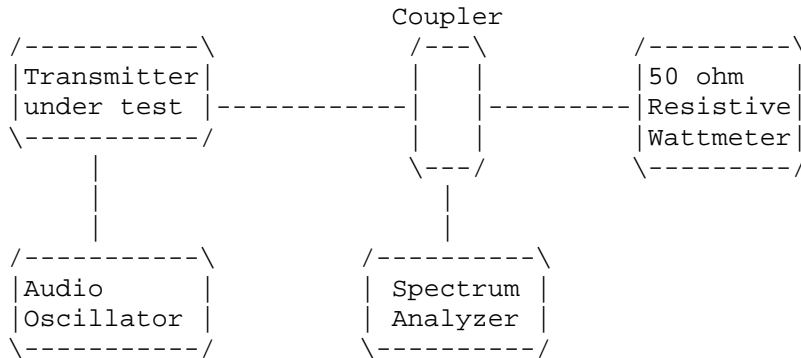 Coupler
Transmitter
under test
50 ohm
Resistive
Wattmeter
Audio
Oscillator
Spectrum
Analyzer